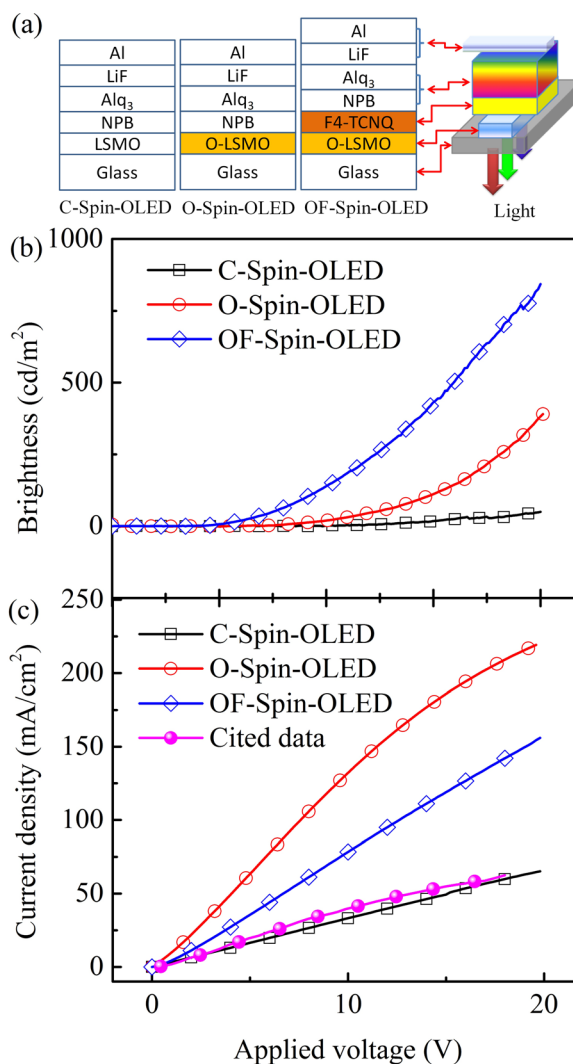 (a)
Al
LiF
Alq3
NPB
LSMO
Glass
C-Spin-OLED
Al
LiF
Alq3
NPB
O-LSMO
Glass
O-Spin-OLED
Al
LiF
Alq3
NPB
F4-TCNQ
O-LSMO
Glass
OF-Spin-OLED
Light
(b)
1000
500
0
Brightness (cd/m²)
C-Spin-OLED
O-Spin-OLED
OF-Spin-OLED
(c)
250
200
150
100
50
0
Current density (mA/cm²)
C-Spin-OLED
O-Spin-OLED
OF-Spin-OLED
Cited data
0
10
20
Applied voltage (V)